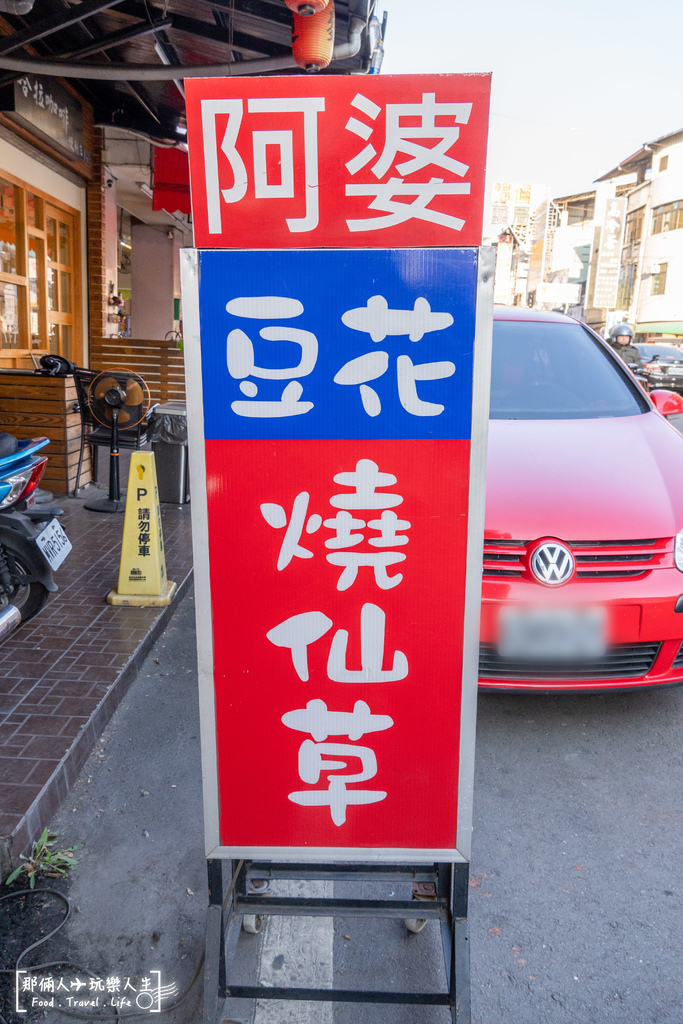 阿婆
豆花
燒仙草
P
請勿停車
那倆人玩樂人生
Food . Travel . Life